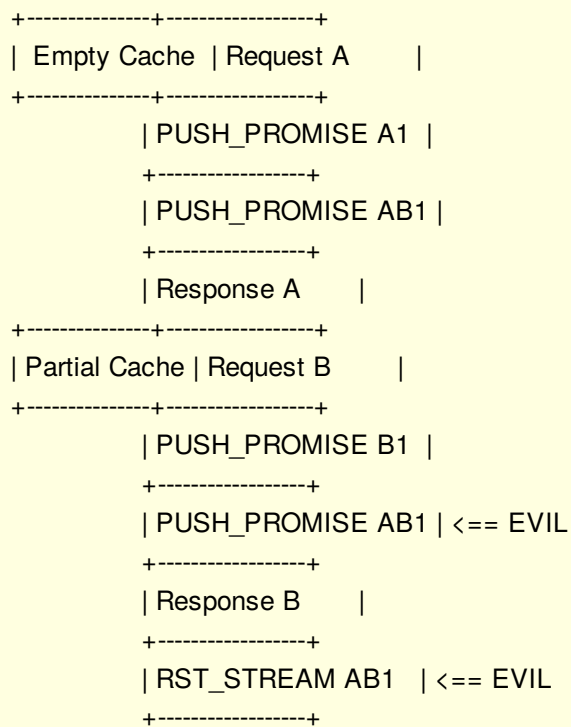 +---------------+-----------------+
| Empty Cache | Request A |
+---------------+-----------------+
| PUSH_PROMISE A1 |
+-----------------+
| PUSH_PROMISE AB1 |
+-----------------+
| Response A |
+---------------+-----------------+
| Partial Cache | Request B |
+---------------+-----------------+
| PUSH_PROMISE B1 |
+-----------------+
| PUSH_PROMISE AB1 | <== EVIL
+-----------------+
| Response B |
+-----------------+
| RST_STREAM AB1 | <== EVIL
+-----------------+